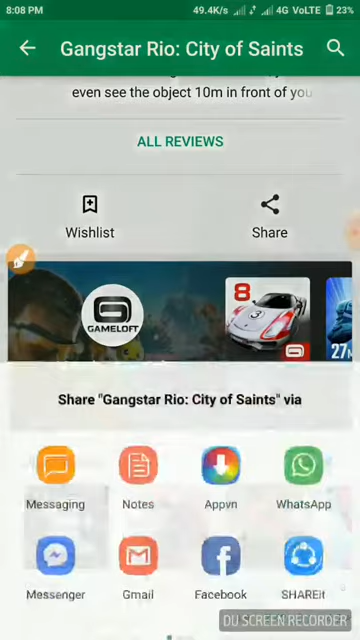 8:08 PM 49.4K/s 4G VoLTE 23%
Gangstar Rio: City of Saints
even see the object 10m in front of you
ALL REVIEWS
Wishlist Share
GAMELOFT 8 3 27M
Share "Gangstar Rio: City of Saints" via
Messaging Notes Appvn WhatsApp
Messenger Gmail Facebook SHAREit
DU SCREEN RECORDER